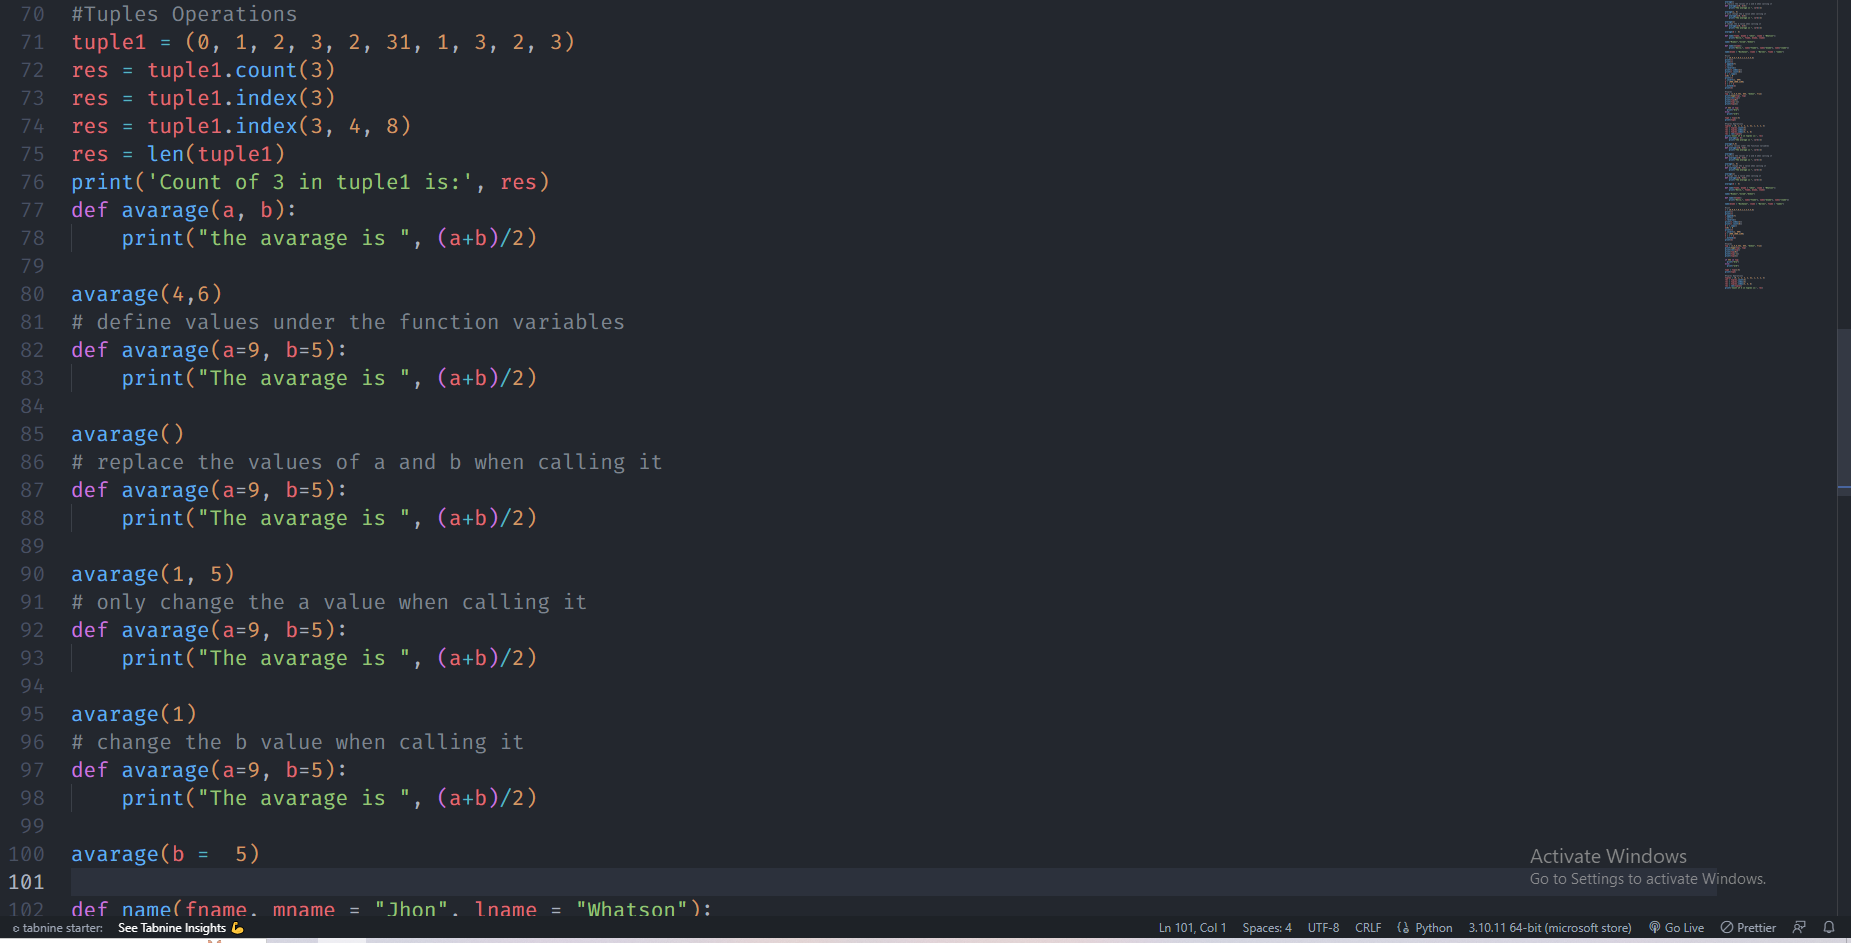 70 #Tuples Operations
71 tuple1 = (0, 1, 2, 3, 2, 31, 1, 3, 2, 3)
72 res = tuple1.count(3)
73 res = tuple1.index(3)
74 res = tuple1.index(3, 4, 8)
75 res = len(tuple1)
76 print('Count of 3 in tuple1 is:', res)
77 def avarage(a, b):
78     print("the avarage is ", (a+b)/2)
79
80 avarage(4,6)
81 # define values under the function variables
82 def avarage(a=9, b=5):
83     print("The avarage is ", (a+b)/2)
84
85 avarage()
86 # replace the values of a and b when calling it
87 def avarage(a=9, b=5):
88     print("The avarage is ", (a+b)/2)
89
90 avarage(1, 5)
91 # only change the a value when calling it
92 def avarage(a=9, b=5):
93     print("The avarage is ", (a+b)/2)
94
95 avarage(1)
96 # change the b value when calling it
97 def avarage(a=9, b=5):
98     print("The avarage is ", (a+b)/2)
99
100 avarage(b =  5)
101
102 def name(fname, mname = "Jhon", lname = "Whatson"):
Activate Windows
Go to Settings to activate Windows.
tabnine starter: See Tabnine Insights 💪 Ln 101, Col 1 Spaces: 4 UTF-8 CRLF Python 3.10.11 64-bit (microsoft store) Go Live Prettier